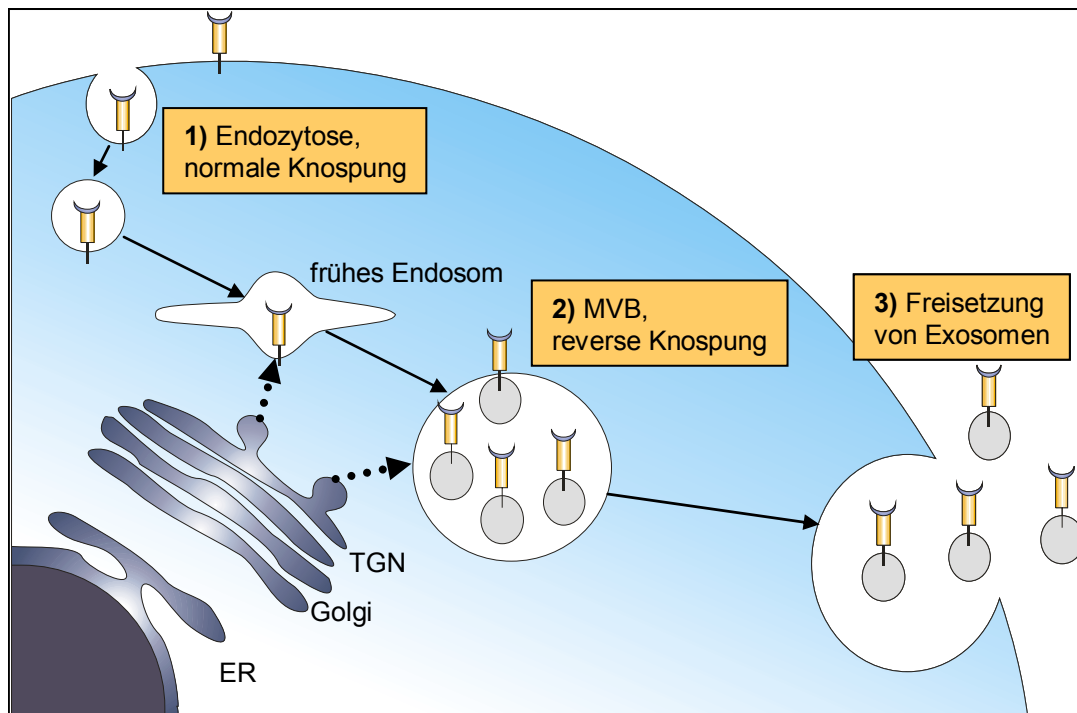 1) Endozytose,
normale Knospung
frühes Endosom
2) MVB,
reverse Knospung
3) Freisetzung
von Exosomen
TGN
Golgi
ER